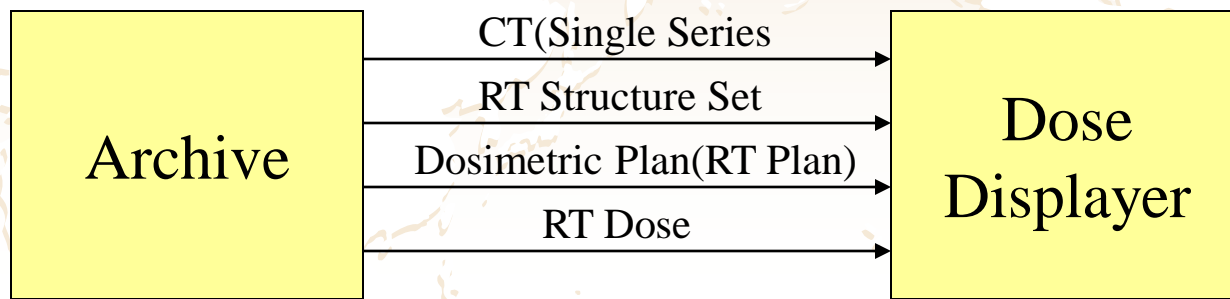 Archive
CT(Single Series
RT Structure Set
Dosimetric Plan(RT Plan)
RT Dose
Dose
Displayer